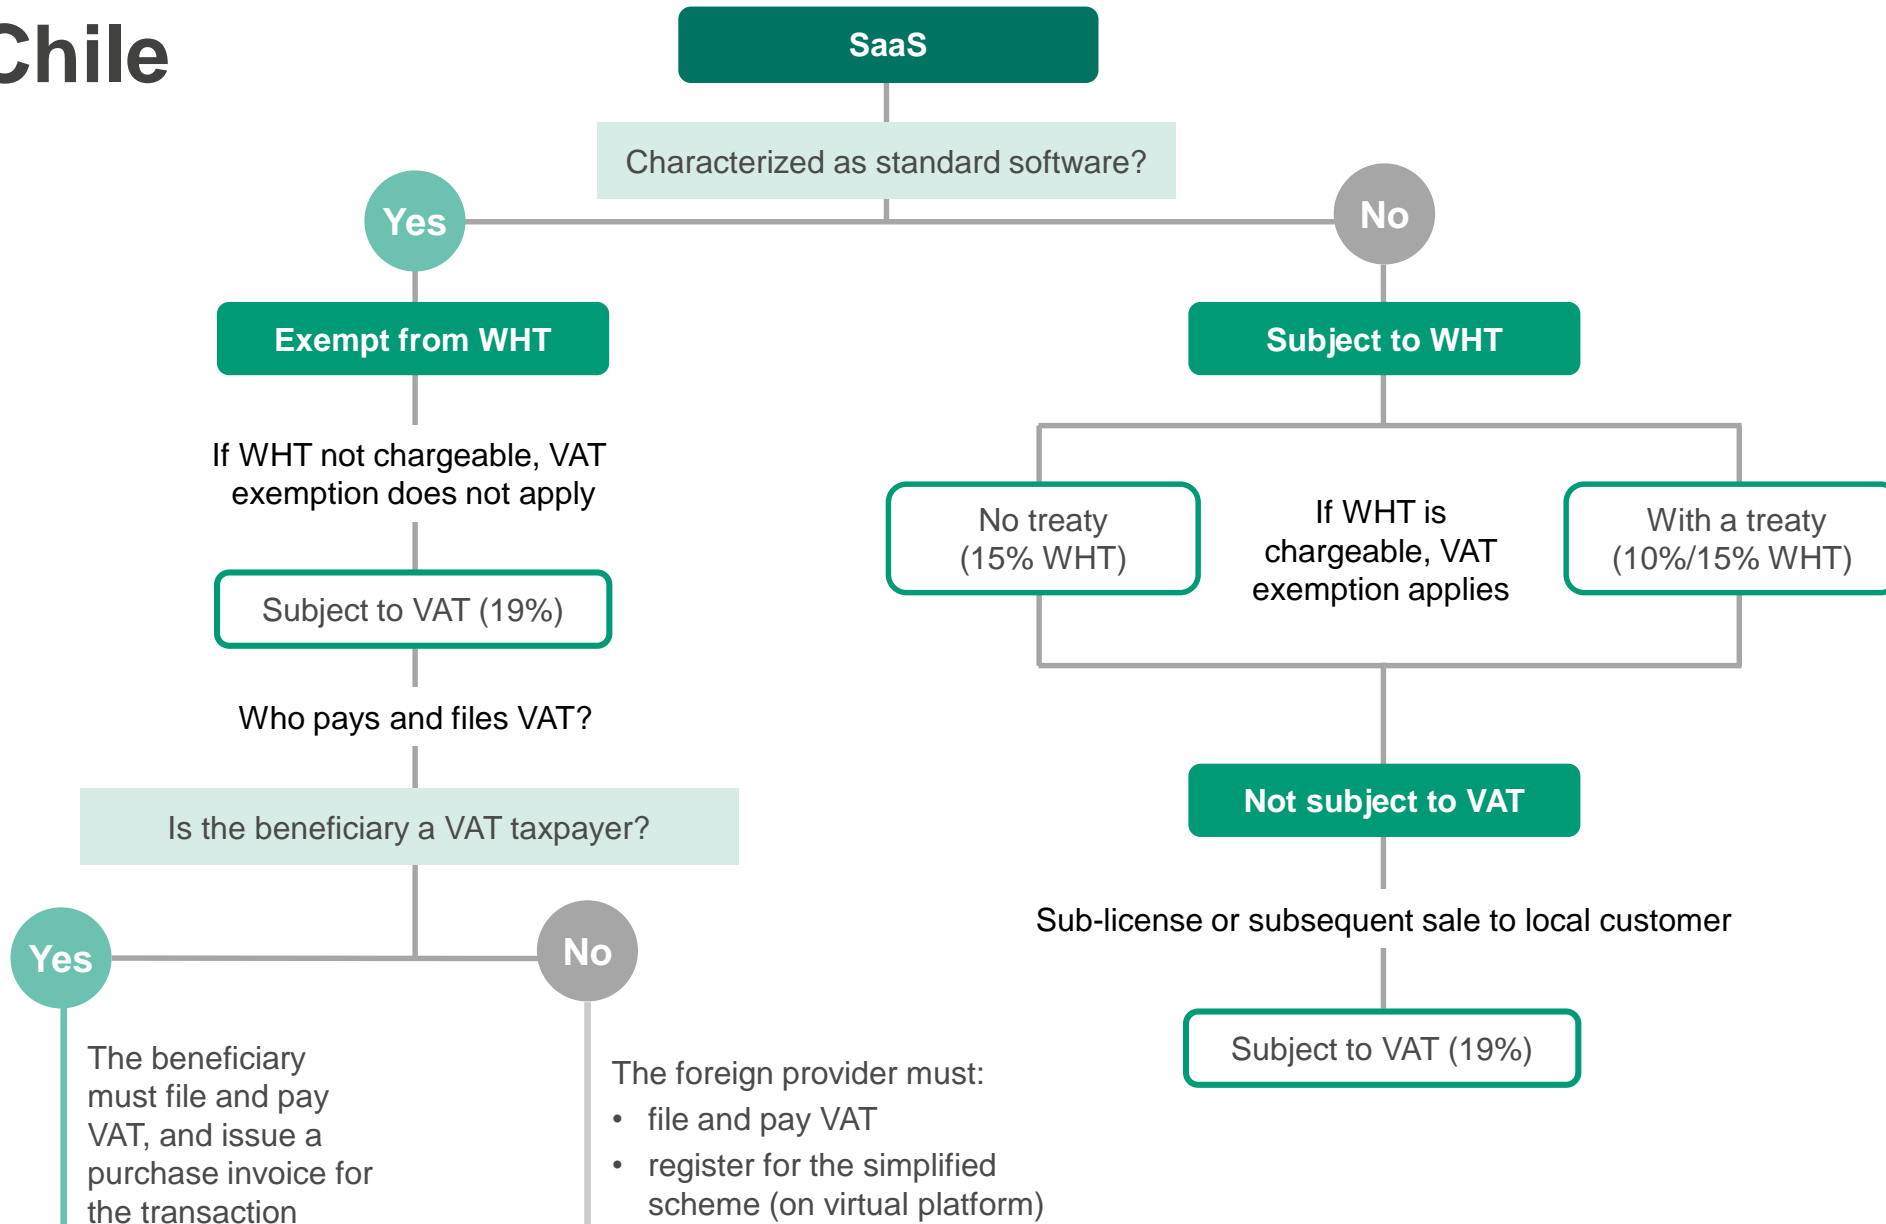 Chile
SaaS
Characterized as standard software?
Yes
No
Exempt from WHT
Subject to WHT
If WHT not chargeable, VAT
exemption does not apply
No treaty
(15% WHT)
If WHT is
chargeable, VAT
exemption applies
With a treaty
(10%/15% WHT)
Subject to VAT (19%)
Who pays and files VAT?
Not subject to VAT
Is the beneficiary a VAT taxpayer?
Sub-license or subsequent sale to local customer
Yes
No
Subject to VAT (19%)
The beneficiary
must file and pay
VAT, and issue a
purchase invoice for
the transaction
The foreign provider must:
• file and pay VAT
• register for the simplified
scheme (on virtual platform)